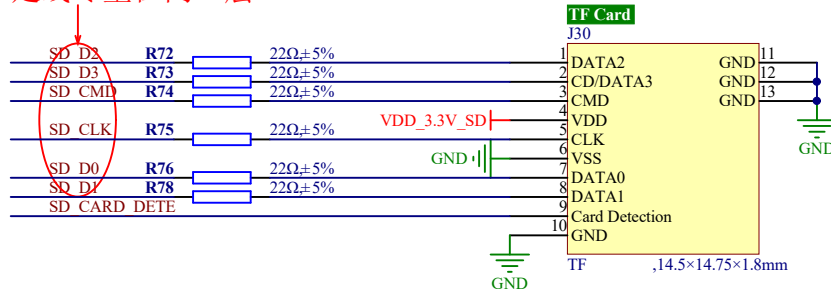 TF Card
J30
SD_D2 R72 22Ω,±5% 1 DATA2 GND 11
SD_D3 R73 22Ω,±5% 2 CD/DATA3 GND 12
SD_CMD R74 22Ω,±5% 3 CMD GND 13
VDD_3.3V_SD 4 VDD
SD_CLK R75 22Ω,±5% 5 CLK
GND 6 VSS GND
SD_D0 R76 22Ω,±5% 7 DATA0
SD_D1 R78 22Ω,±5% 8 DATA1
SD_CARD_DETE 9 Card Detection
10 GND
TF ,14.5×14.75×1.8mm
GND